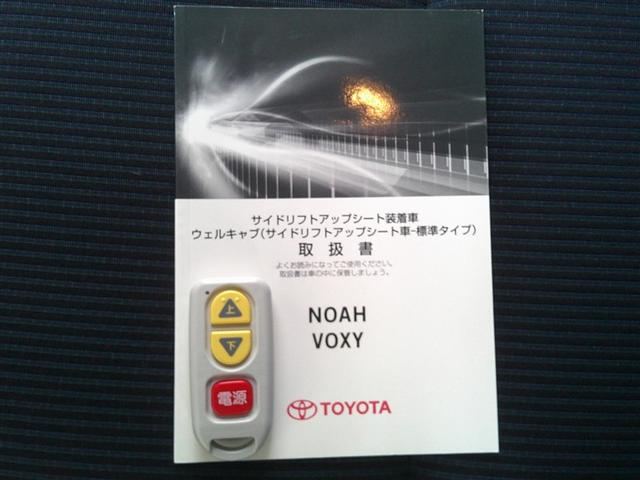 サイドリフトアップシート装着車
ウェルキャブ(サイドリフトアップシート車-標準タイプ)
取扱書
よくお読みになってご使用ください。
取扱書は車の中に保管しましょう。
NOAH
VOXY
TOYOTA
上
下
電源